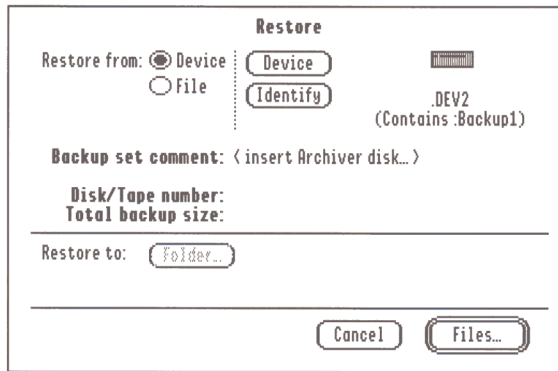 Restore
Restore from: Device
File
Device
Identify
.DEV2
(Contains :Backup1)
Backup set comment: < insert Archiver disk... >
Disk/Tape number:
Total backup size:
Restore to: Folder...
Cancel
Files...